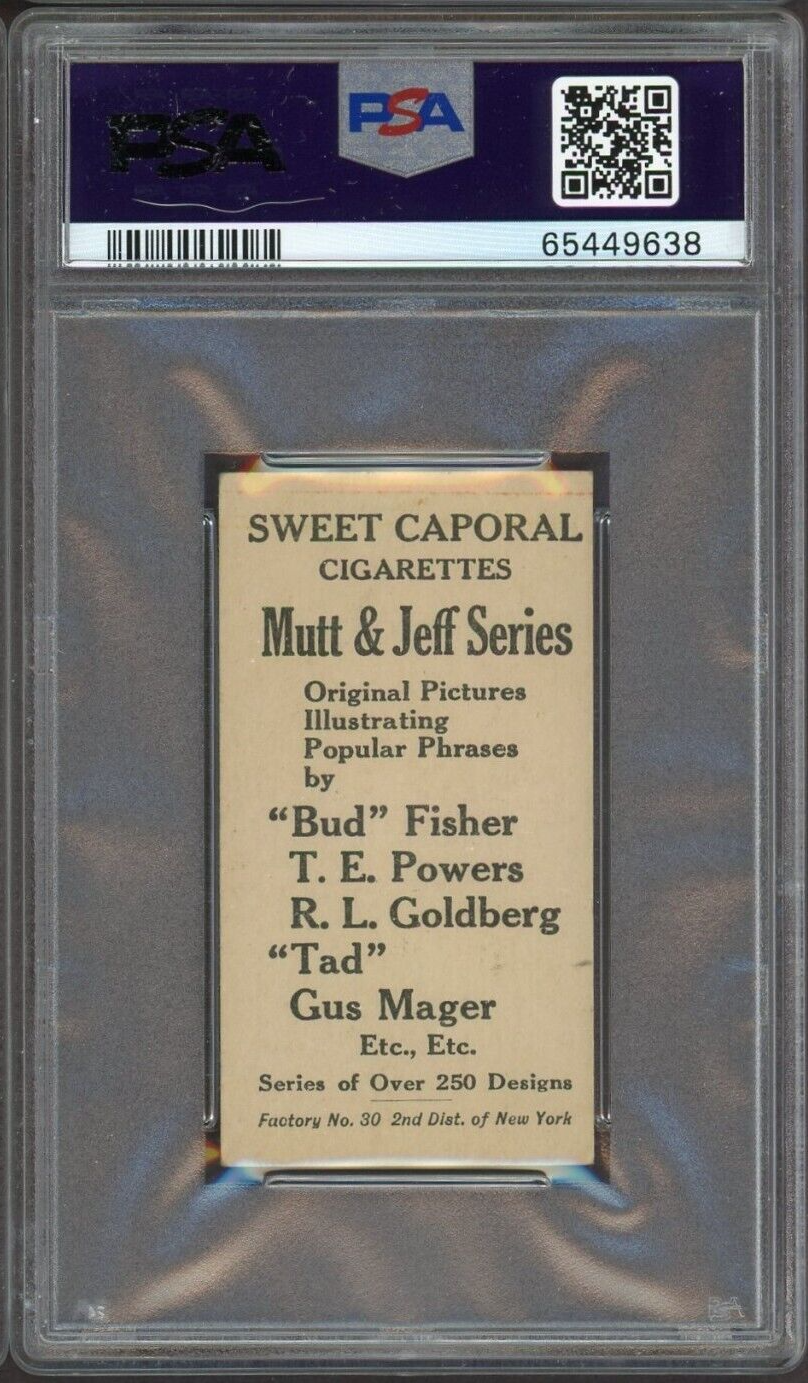 PSA
PSA
65449638
SWEET CAPORAL
CIGARETTES
Mutt & Jeff Series
Original Pictures
Illustrating
Popular Phrases
by
“Bud” Fisher
T. E. Powers
R. L. Goldberg
“Tad”
Gus Mager
Etc., Etc.
Series of Over 250 Designs
Factory No. 30 2nd Dist. of New York